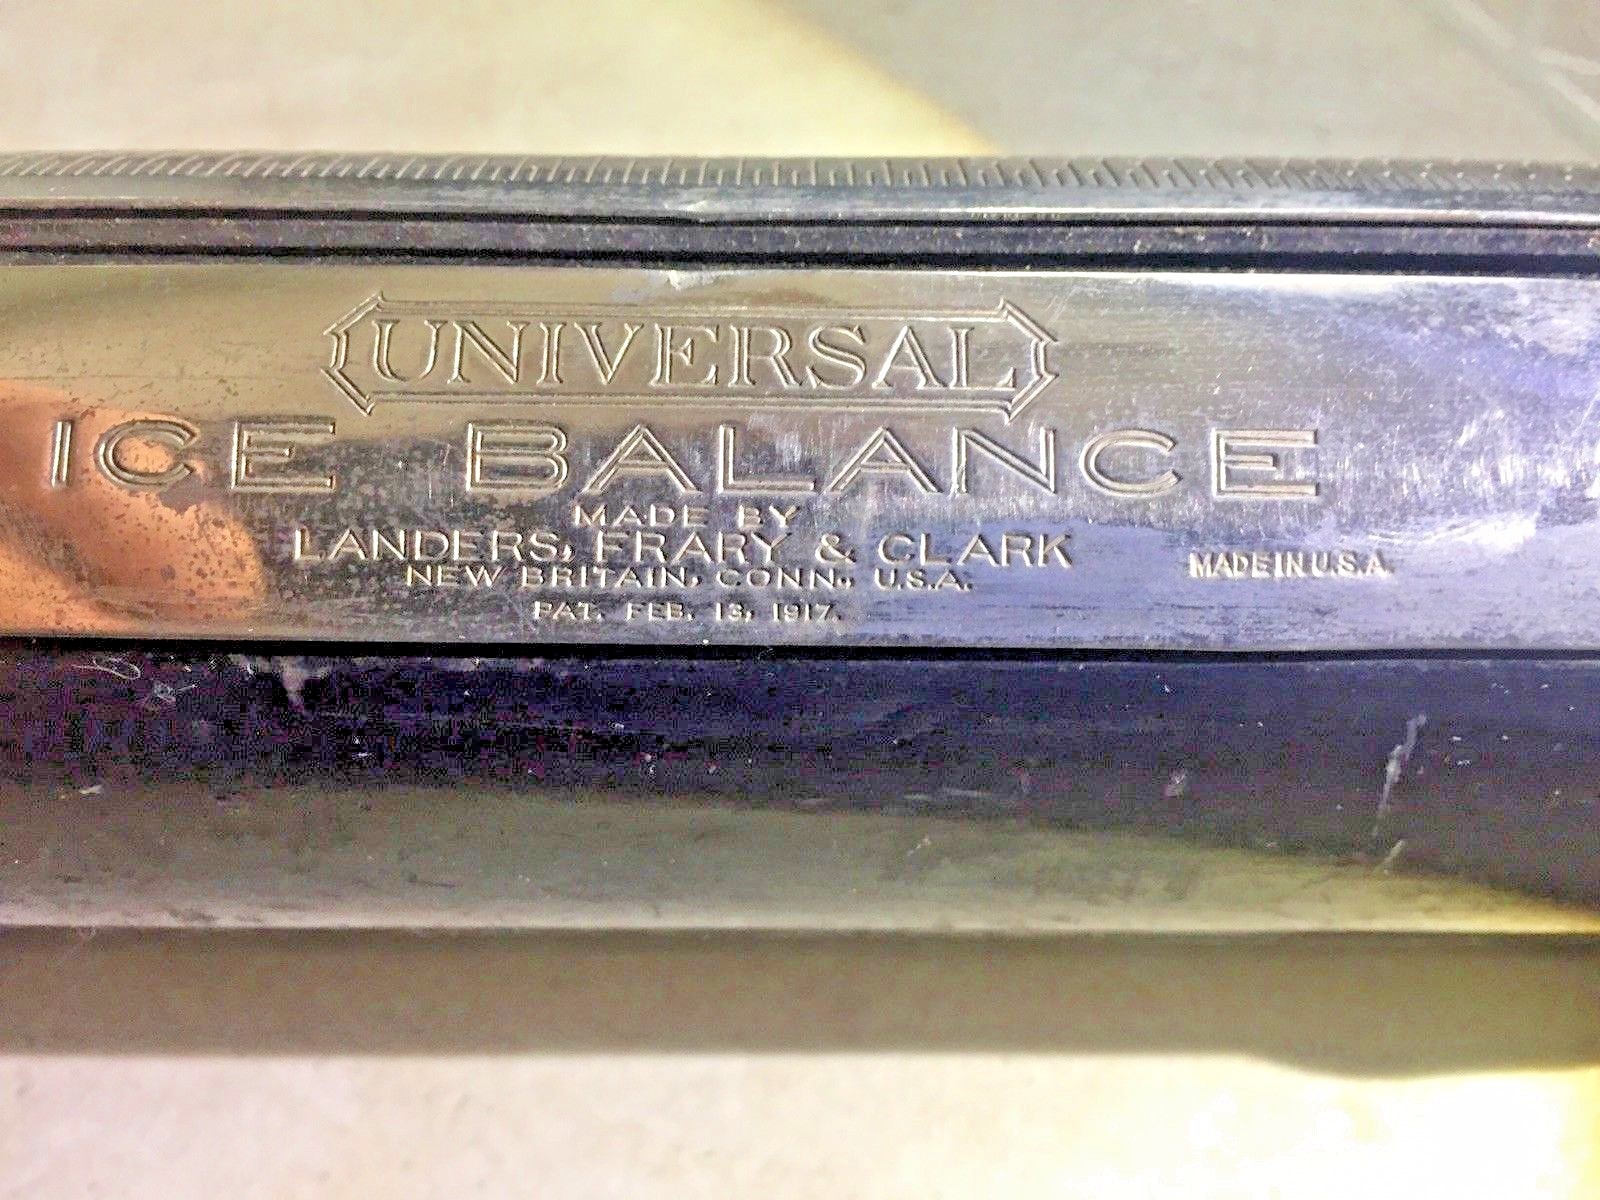 UNIVERSAL
ICE BALANCE
MADE BY
LANDERS, FRARY & CLARK
NEW BRITAIN, CONN., U.S.A.
PAT. FEB. 13, 1917.
MADE IN U.S.A.